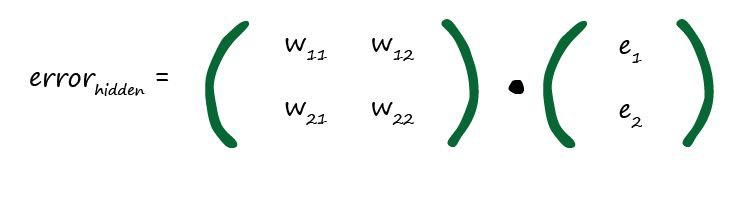 w₁₁ w₁₂ e₁
error_hidden = ( ) • ( )
w₂₁ w₂₂ e₂